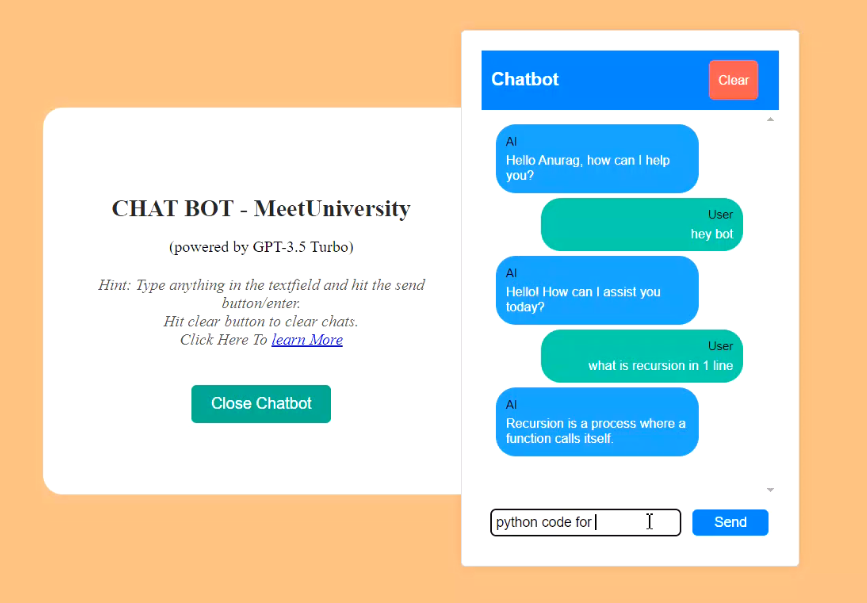 CHAT BOT - MeetUniversity
(powered by GPT-3.5 Turbo)
Hint: Type anything in the textfield and hit the send
button/enter.
Hit clear button to clear chats.
Click Here To learn More
Close Chatbot
Chatbot
Clear
AI
Hello Anurag, how can I help
you?
User
hey bot
AI
Hello! How can I assist you
today?
User
what is recursion in 1 line
AI
Recursion is a process where a
function calls itself.
python code for
Send